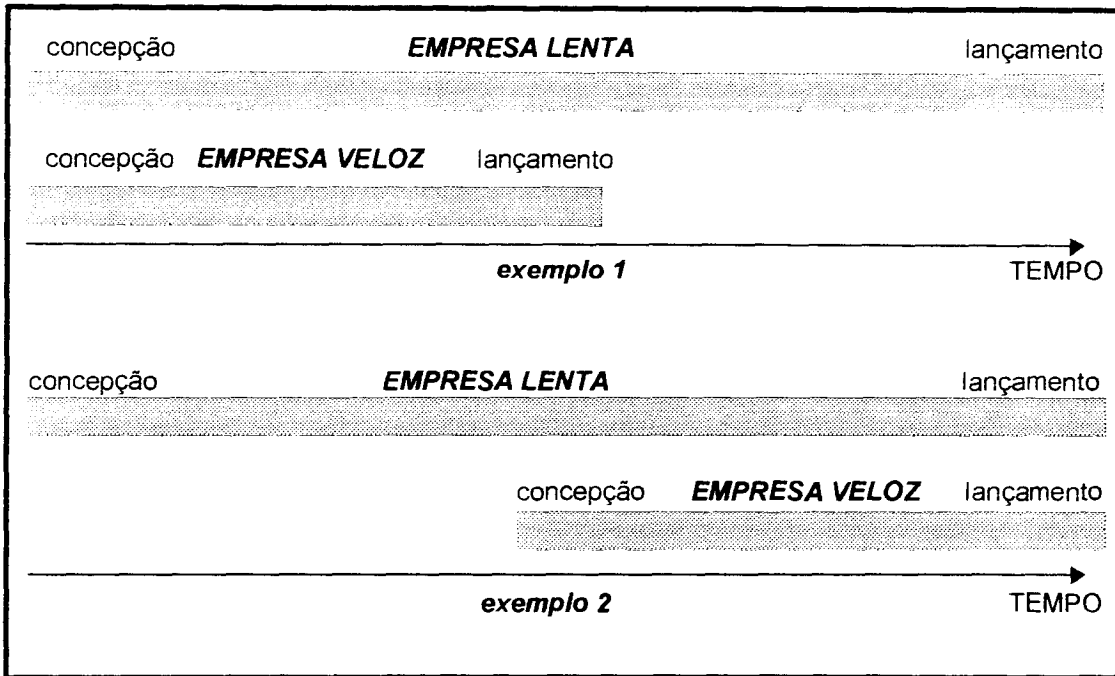 concepção EMPRESA LENTA lançamento
concepção EMPRESA VELOZ lançamento
exemplo 1 TEMPO
concepção EMPRESA LENTA lançamento
concepção EMPRESA VELOZ lançamento
exemplo 2 TEMPO